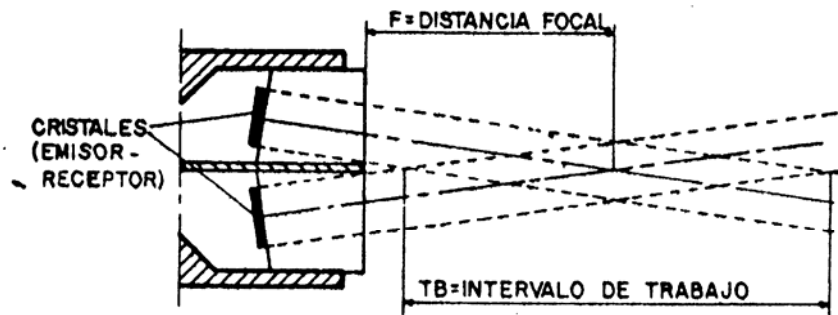 F=DISTANCIA FOCAL
CRISTALES
(EMISOR-
RECEPTOR)
TB=INTERVALO DE TRABAJO